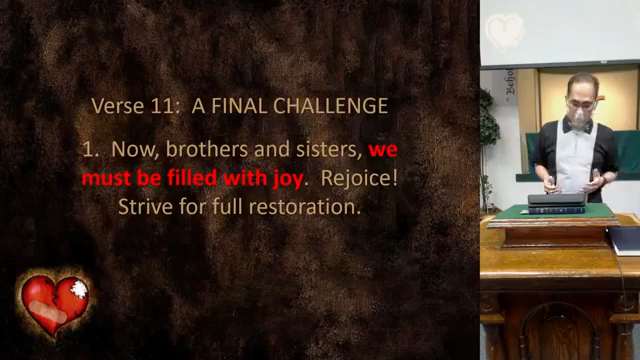 Verse 11: A FINAL CHALLENGE
1. Now, brothers and sisters, we
must be filled with joy. Rejoice!
Strive for full restoration.
Behol